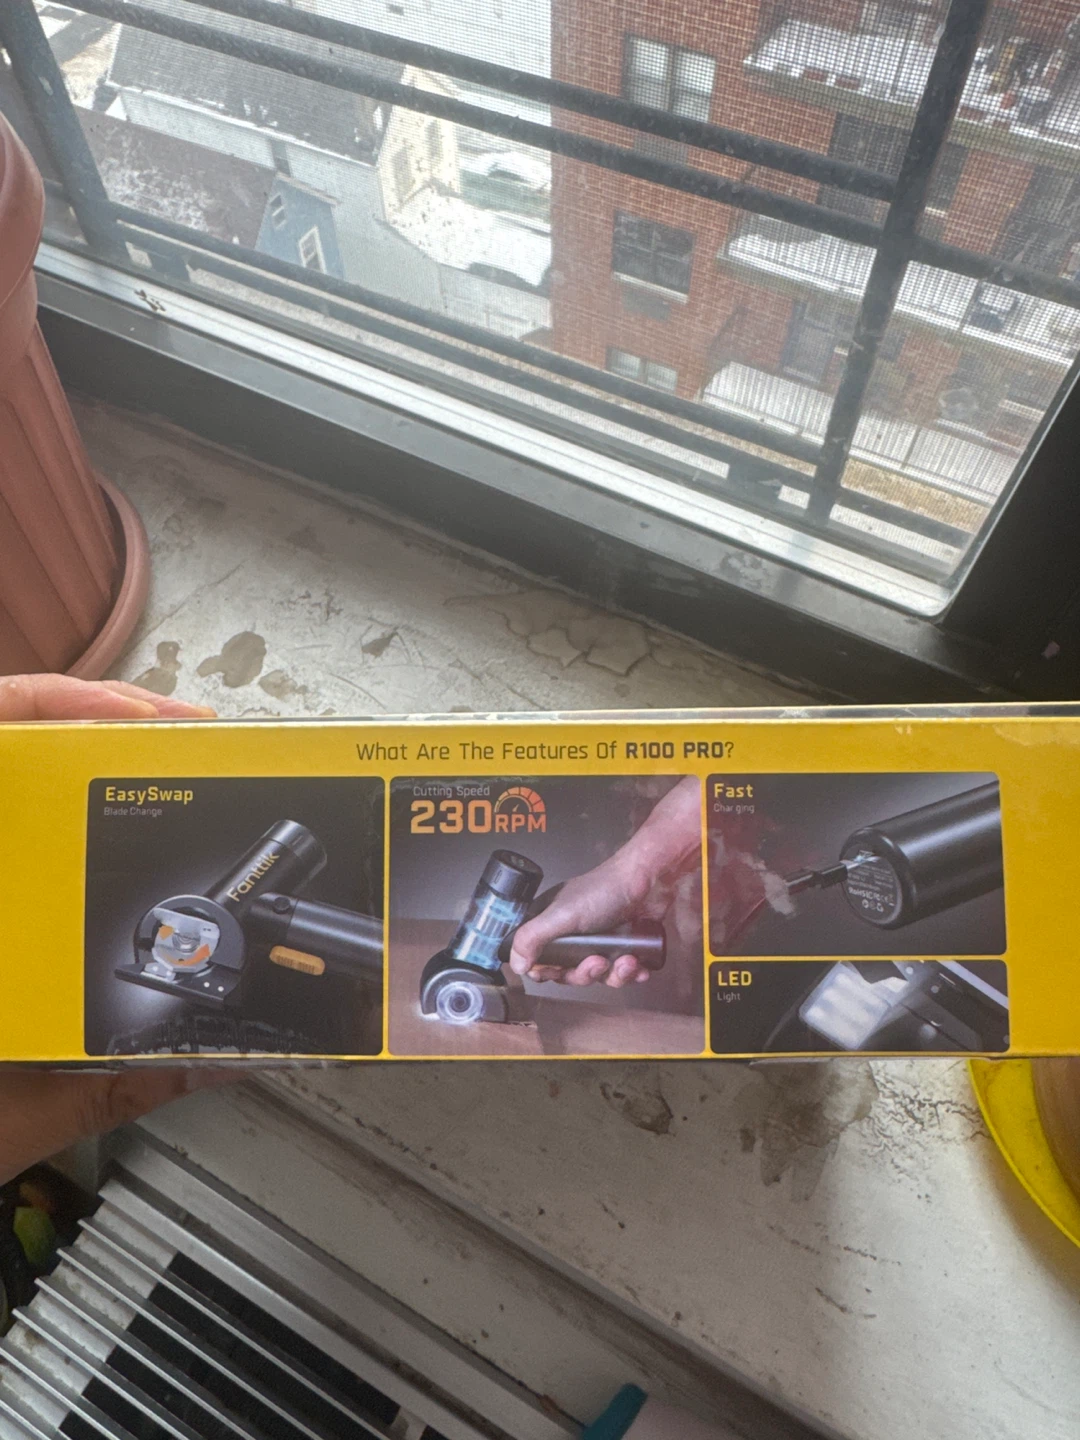 What Are The Features Of R100 PRO?
EasySwap
Blade Change
Fanttik
Cutting Speed
230RPM
Fast
Charging
LED
Light